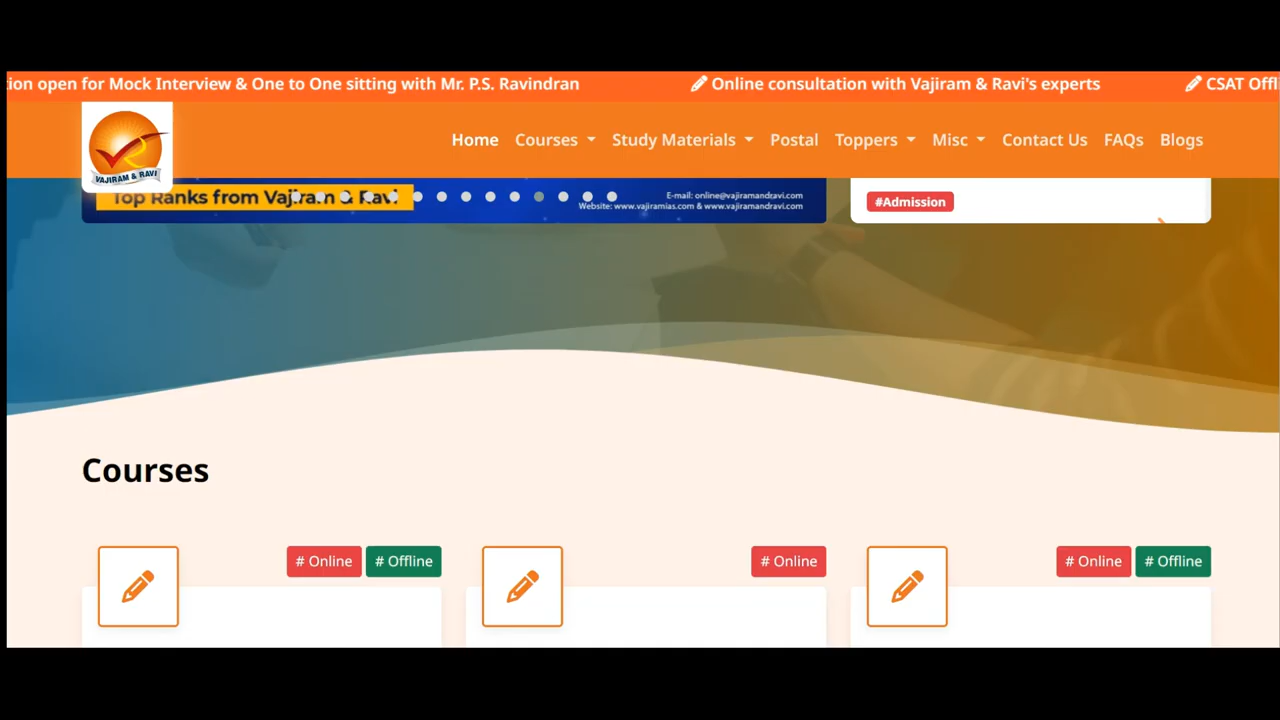 ion open for Mock Interview & One to One sitting with Mr. P.S. Ravindran Online consultation with Vajiram & Ravi's experts CSAT Offli
VAJIRAM & RAVI
Home Courses Study Materials Postal Toppers Misc Contact Us FAQs Blogs
Top Ranks from Vajiram & Ravi
E-mail: online@vajiramandravi.com
Website: www.vajiramias.com & www.vajiramandravi.com
#Admission
Courses
# Online # Offline # Online # Online # Offline